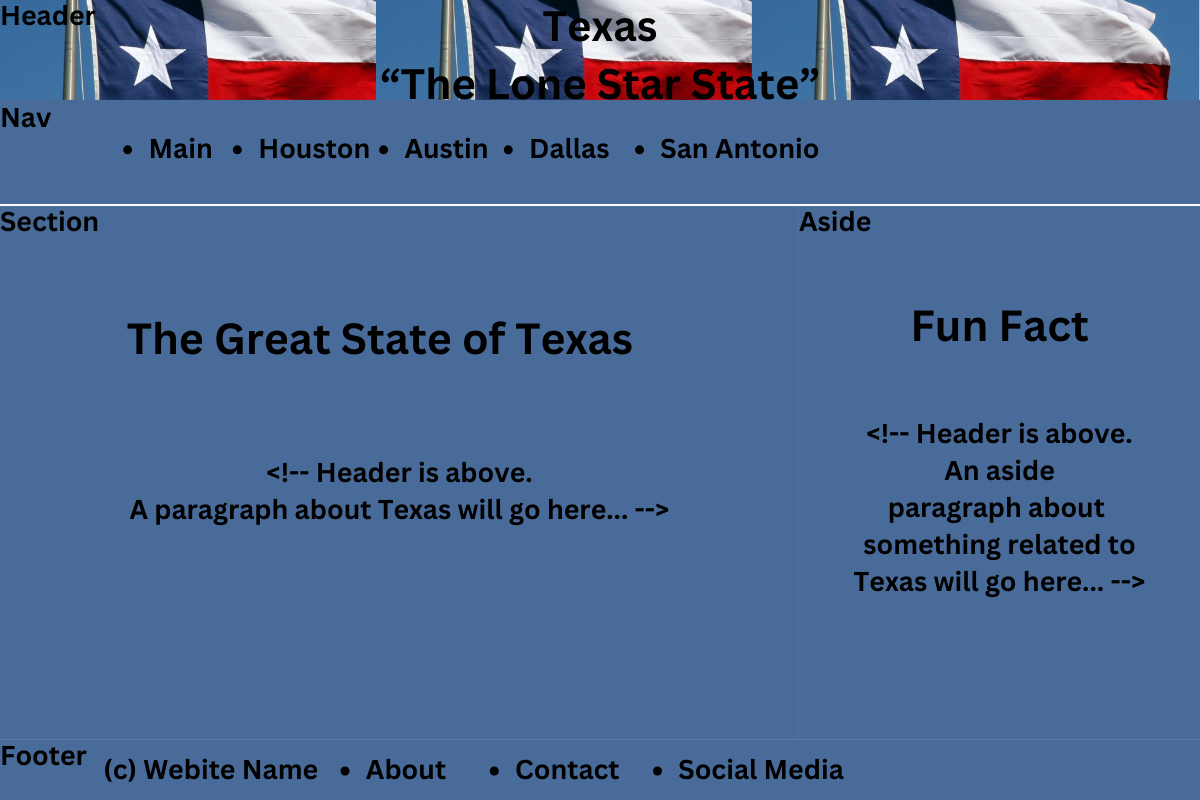 Header
Texas
“The Lone Star State”
Nav
• Main • Houston • Austin • Dallas • San Antonio
Section
The Great State of Texas
<!-- Header is above.
A paragraph about Texas will go here... -->
Aside
Fun Fact
<!-- Header is above.
An aside
paragraph about
something related to
Texas will go here... -->
Footer
(c) Webite Name • About • Contact • Social Media